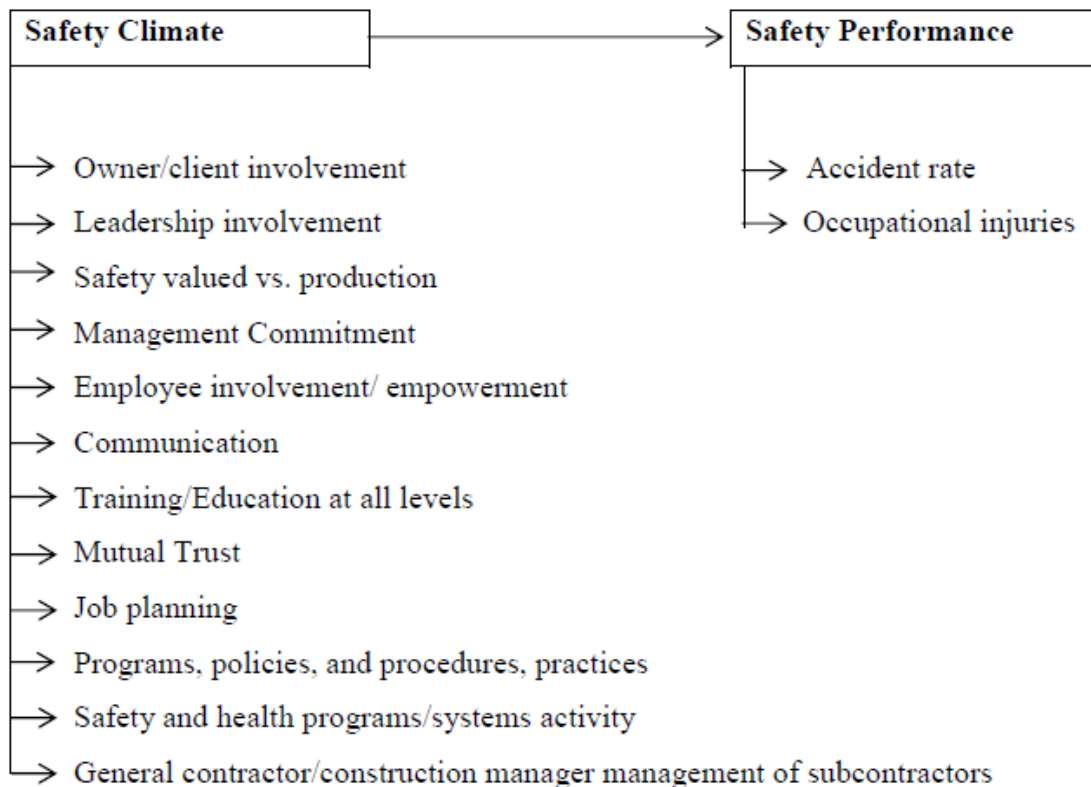 Safety Climate
Safety Performance
Owner/client involvement
Accident rate
Leadership involvement
Occupational injuries
Safety valued vs. production
Management Commitment
Employee involvement/ empowerment
Communication
Training/Education at all levels
Mutual Trust
Job planning
Programs, policies, and procedures, practices
Safety and health programs/systems activity
General contractor/construction manager management of subcontractors